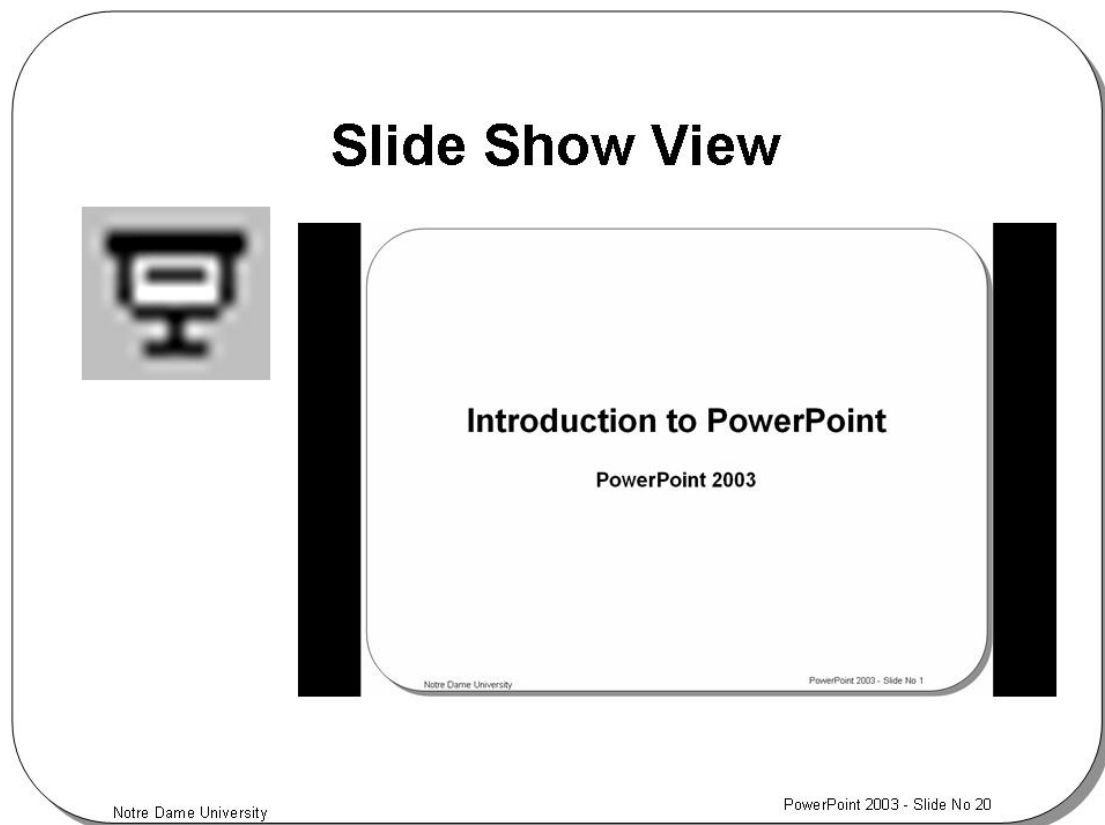 Slide Show View
Introduction to PowerPoint
PowerPoint 2003
Notre Dame University
PowerPoint 2003 - Slide No 1
Notre Dame University
PowerPoint 2003 - Slide No 20